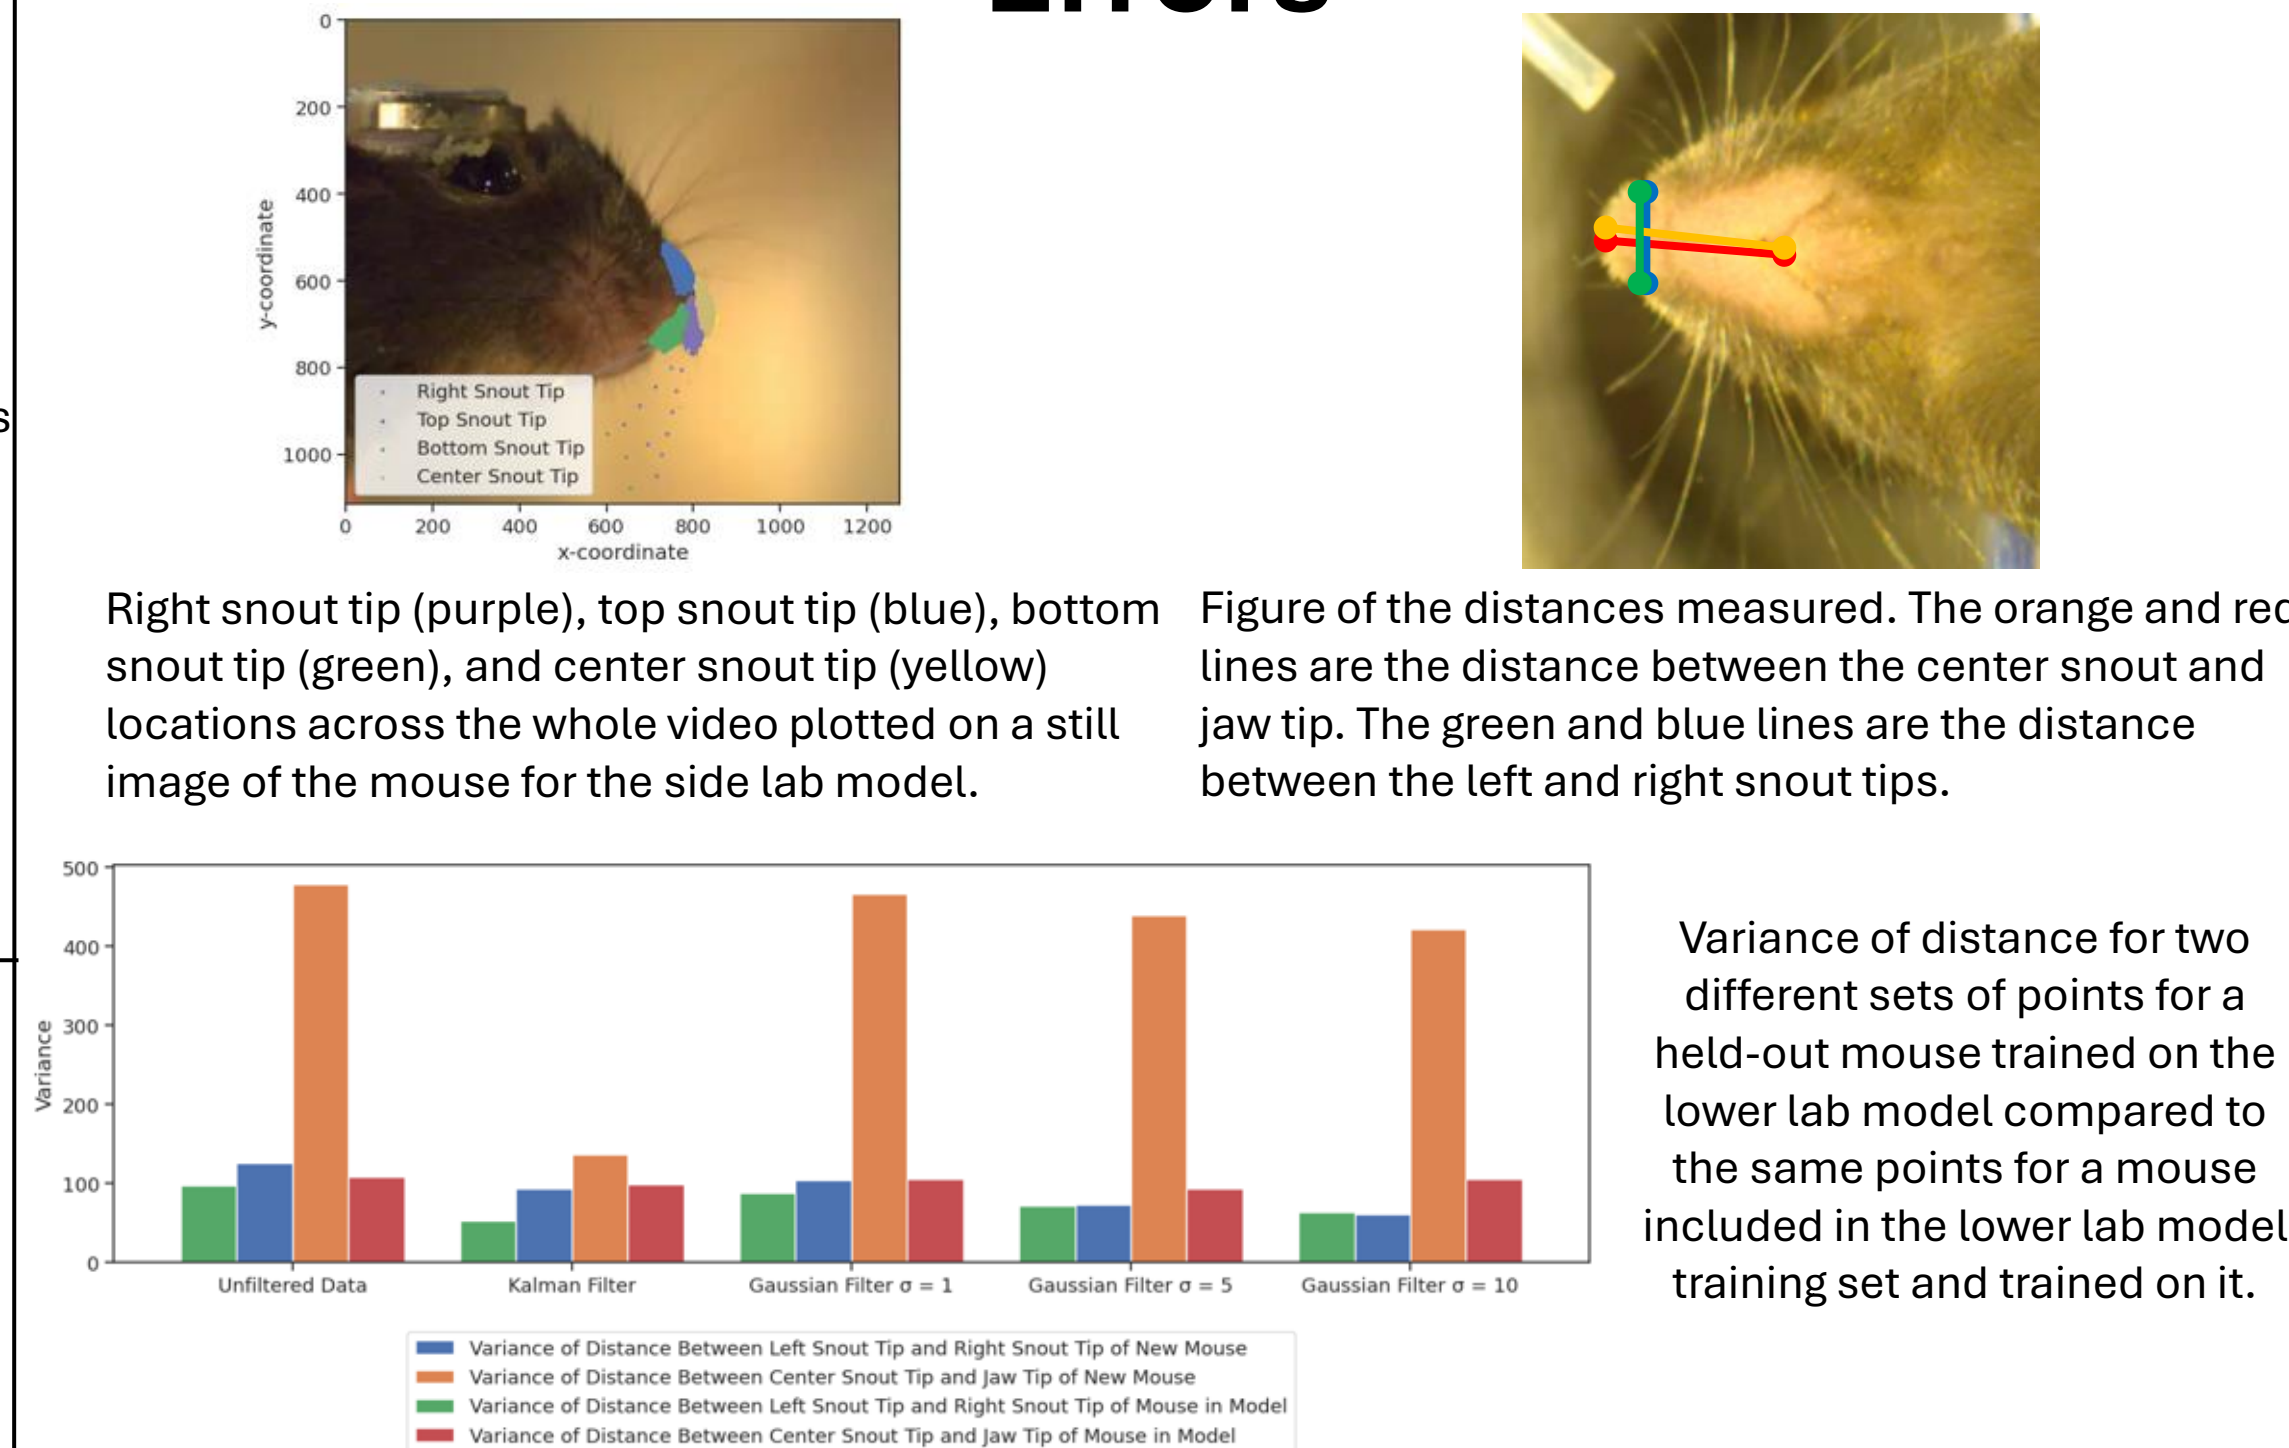 Errors
s
0
200
400
600
800
1000
y-coordinate
Right Snout Tip
Top Snout Tip
Bottom Snout Tip
Center Snout Tip
0 200 400 600 800 1000 1200
x-coordinate
Right snout tip (purple), top snout tip (blue), bottom
snout tip (green), and center snout tip (yellow)
locations across the whole video plotted on a still
image of the mouse for the side lab model.
Figure of the distances measured. The orange and red
lines are the distance between the center snout and
jaw tip. The green and blue lines are the distance
between the left and right snout tips.
500
400
300
200
100
0
Variance
Unfiltered Data Kalman Filter Gaussian Filter σ = 1 Gaussian Filter σ = 5 Gaussian Filter σ = 10
Variance of Distance Between Left Snout Tip and Right Snout Tip of New Mouse
Variance of Distance Between Center Snout Tip and Jaw Tip of New Mouse
Variance of Distance Between Left Snout Tip and Right Snout Tip of Mouse in Model
Variance of Distance Between Center Snout Tip and Jaw Tip of Mouse in Model
Variance of distance for two
different sets of points for a
held-out mouse trained on the
lower lab model compared to
the same points for a mouse
included in the lower lab model
training set and trained on it.